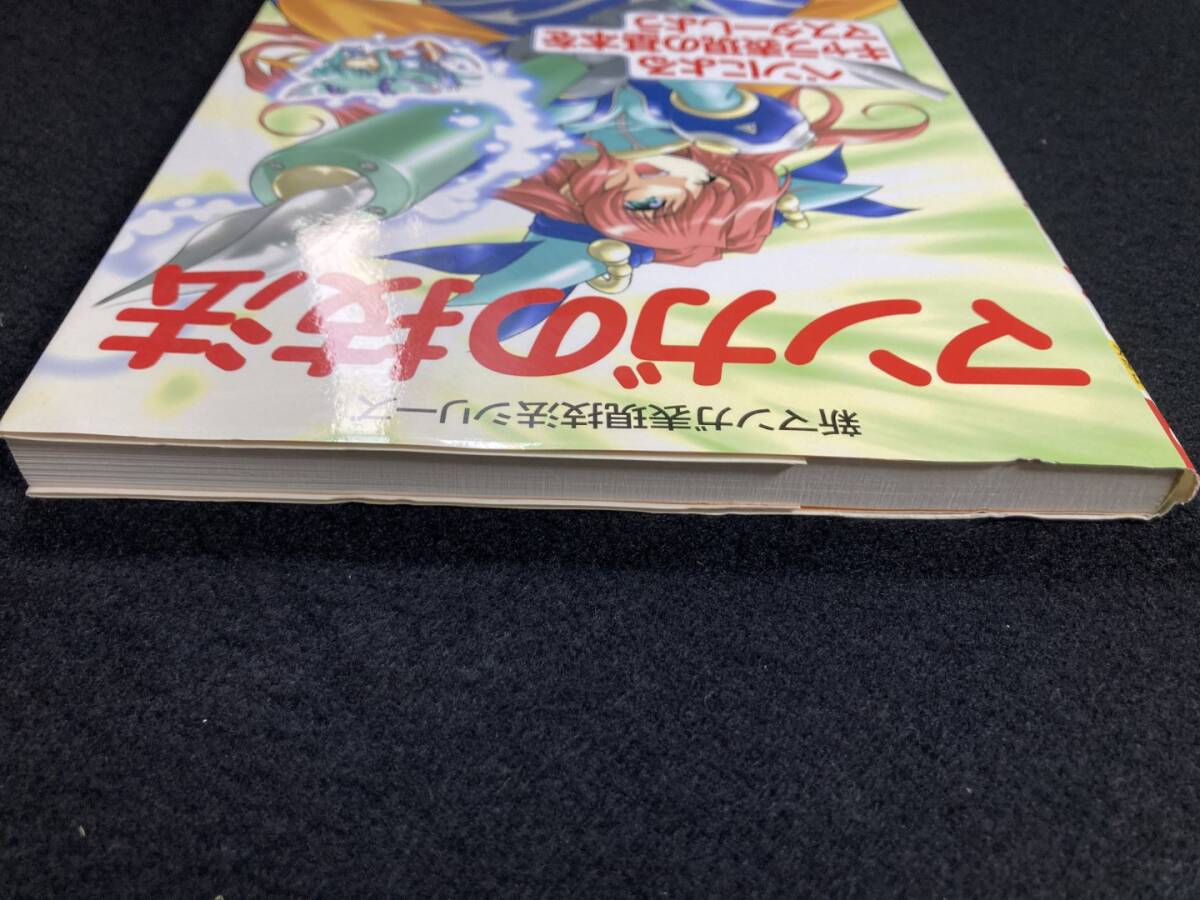 新マンガ表現技法シリーズ
マンガの技法
ペンによる
キャラ表現の基本を
マスターしよう